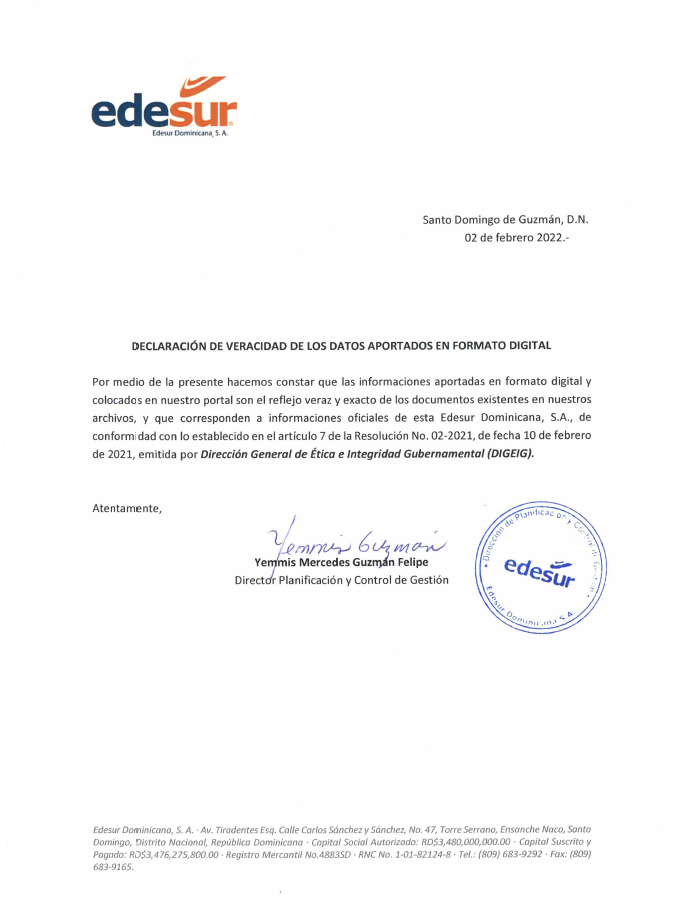 edesur
Edesur Dominicana, S. A.
Santo Domingo de Guzmán, D.N.
02 de febrero 2022.-
DECLARACIÓN DE VERACIDAD DE LOS DATOS APORTADOS EN FORMATO DIGITAL
Por medio de la presente hacemos constar que las informaciones aportadas en formato digital y
colocados en nuestro portal son el reflejo veraz y exacto de los documentos existentes en nuestros
archivos, y que corresponden a informaciones oficiales de esta Edesur Dominicana, S.A., de
conformidad con lo establecido en el artículo 7 de la Resolución No. 02-2021, de fecha 10 de febrero
de 2021, emitida por Dirección General de Ética e Integridad Gubernamental (DIGEIG).
Atentamente,
Yemmis Guzmán
Yemmis Mercedes Guzmán Felipe
Director Planificación y Control de Gestión
Dirección de Planificación y Control de Gestión
edesur
Edesur Dominicana S.A.
Edesur Dominicana, S. A. · Av. Tiradentes Esq. Calle Carlos Sánchez y Sánchez, No. 47, Torre Serrano, Ensanche Naco, Santo
Domingo, Distrito Nacional, República Dominicana · Capital Social Autorizado: RD$3,480,000,000.00 · Capital Suscrito y
Pagado: RD$3,476,275,800.00 · Registro Mercantil No.4883SD · RNC No. 1-01-82124-8 · Tel.: (809) 683-9292 · Fax: (809)
683-9165.